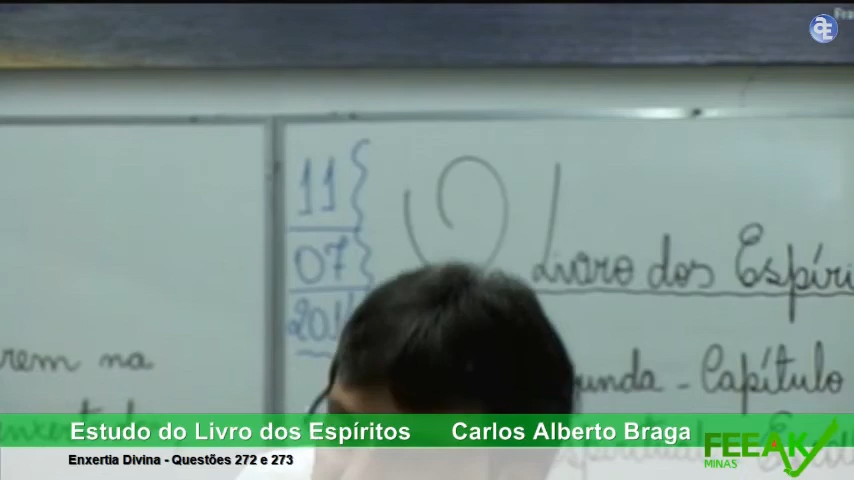 11
07
Livro dos Espíri
rem na
unda - Capítulo
Estudo do Livro dos Espíritos Carlos Alberto Braga
Enxertia Divina - Questões 272 e 273
FEEAK
MINAS